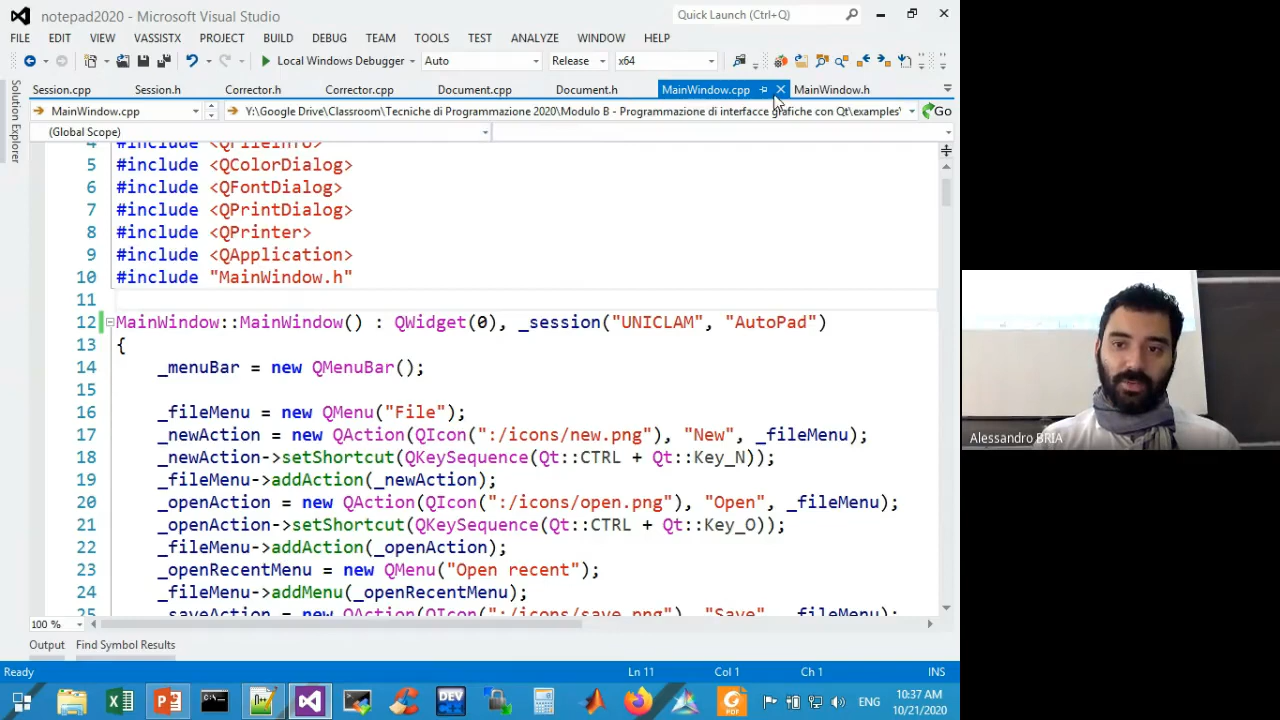 notepad2020 - Microsoft Visual Studio
Quick Launch (Ctrl+Q)
FILE EDIT VIEW VASSISTX PROJECT BUILD DEBUG TEAM TOOLS TEST ANALYZE WINDOW HELP
Local Windows Debugger Auto Release x64
Session.cpp Session.h Corrector.h Corrector.cpp Document.cpp Document.h MainWindow.cpp MainWindow.h
Solution Explorer
MainWindow.cpp Y:\Google Drive\Classroom\Tecniche di Programmazione 2020\Modulo B - Programmazione di interfacce grafiche con Qt\examples\ Go
(Global Scope)
4 #include <QFileInfo>
5 #include <QColorDialog>
6 #include <QFontDialog>
7 #include <QPrintDialog>
8 #include <QPrinter>
9 #include <QApplication>
10 #include "MainWindow.h"
11
12 MainWindow::MainWindow() : QWidget(0), _session("UNICLAM", "AutoPad")
13 {
14 _menuBar = new QMenuBar();
15
16 _fileMenu = new QMenu("File");
17 _newAction = new QAction(QIcon(":/icons/new.png"), "New", _fileMenu);
18 _newAction->setShortcut(QKeySequence(Qt::CTRL + Qt::Key_N));
19 _fileMenu->addAction(_newAction);
20 _openAction = new QAction(QIcon(":/icons/open.png"), "Open", _fileMenu);
21 _openAction->setShortcut(QKeySequence(Qt::CTRL + Qt::Key_O));
22 _fileMenu->addAction(_openAction);
23 _openRecentMenu = new QMenu("Open recent");
24 _fileMenu->addMenu(_openRecentMenu);
25 _saveAction = new QAction(QIcon(":/icons/save.png"), "Save", _fileMenu);
100 %
Output Find Symbol Results
Ready Ln 11 Col 1 Ch 1 INS
DEV C++
PDF
ENG
10:37 AM
10/21/2020
Alessandro BRIA